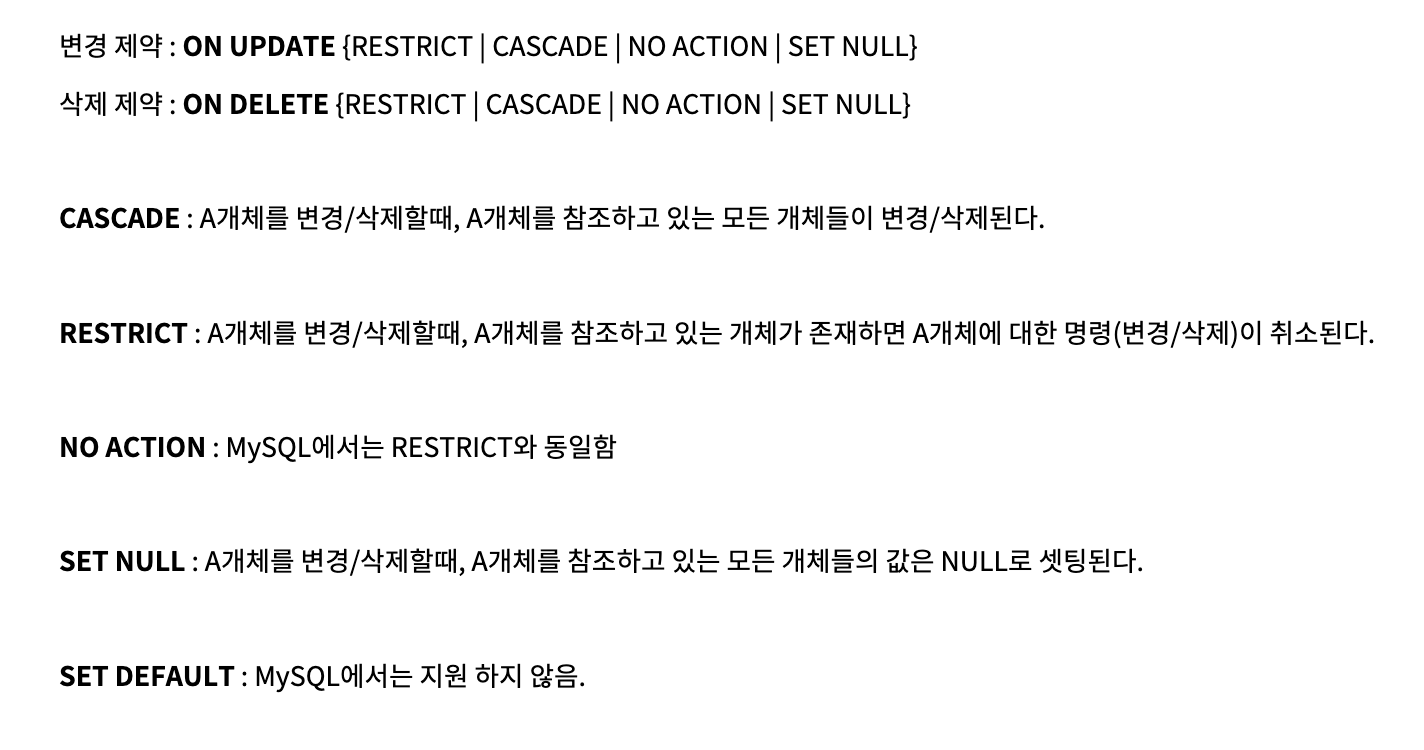 변경 제약 : ON UPDATE {RESTRICT | CASCADE | NO ACTION | SET NULL}
삭제 제약 : ON DELETE {RESTRICT | CASCADE | NO ACTION | SET NULL}
CASCADE : A개체를 변경/삭제할때, A개체를 참조하고 있는 모든 개체들이 변경/삭제된다.
RESTRICT : A개체를 변경/삭제할때, A개체를 참조하고 있는 개체가 존재하면 A개체에 대한 명령(변경/삭제)이 취소된다.
NO ACTION : MySQL에서는 RESTRICT와 동일함
SET NULL : A개체를 변경/삭제할때, A개체를 참조하고 있는 모든 개체들의 값은 NULL로 셋팅된다.
SET DEFAULT : MySQL에서는 지원 하지 않음.